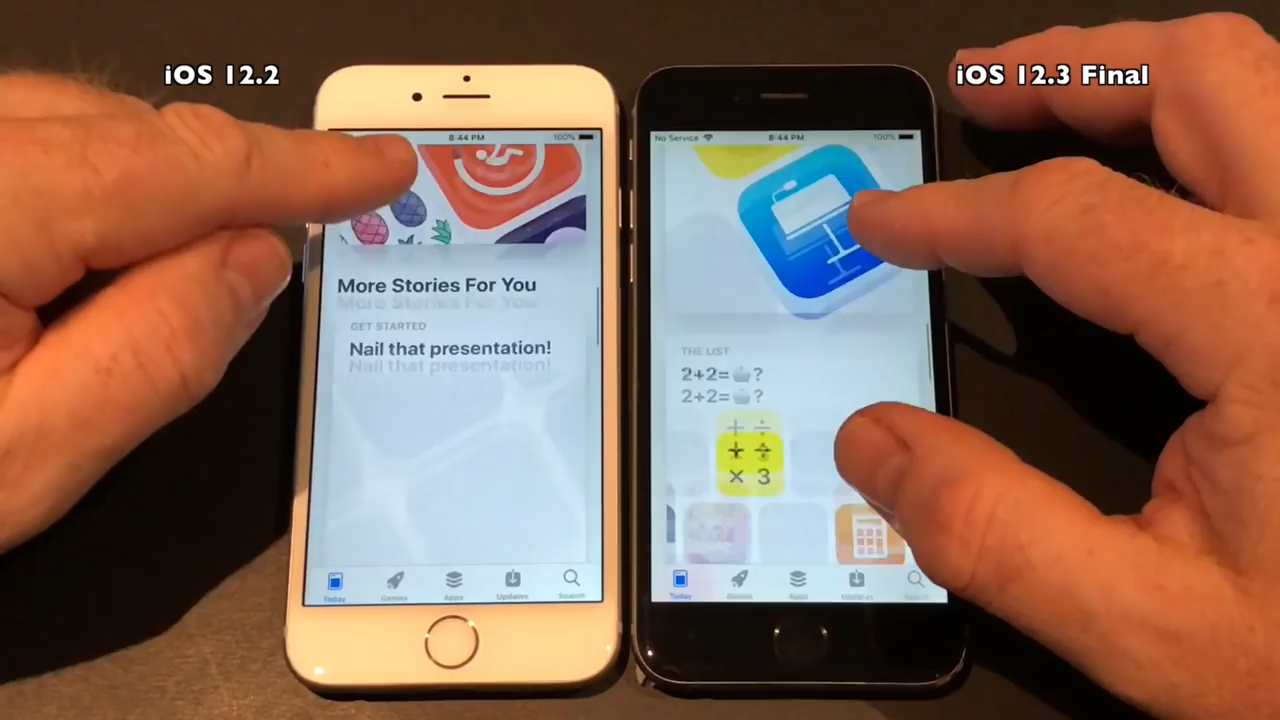 iOS 12.2
iOS 12.3 Final
8:44 PM
100%
No Service
8:44 PM
100%
More Stories For You
More Stories For You
GET STARTED
Nail that presentation!
Nail that presentation!
THE LIST
2+2= ?
2+2= ?
+ ÷
+ ÷
× 3
Today
Games
Apps
Updates
Search
Today
Apps